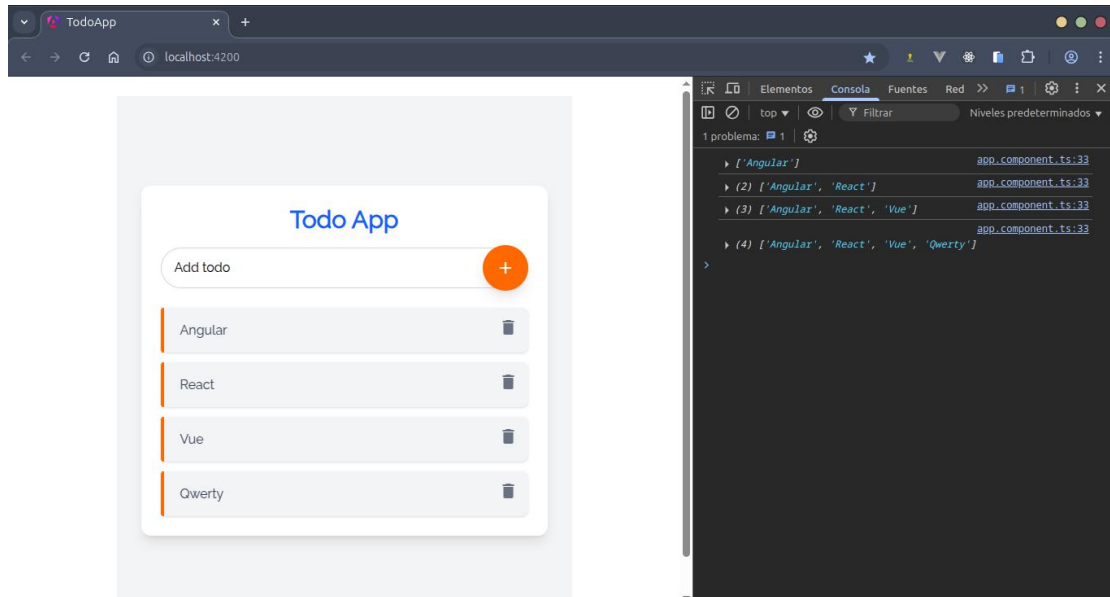 TodoApp
localhost:4200
Elementos Consola Fuentes Red 1
top Filtrar Niveles predeterminados
1 problema: 1
Todo App
Add todo
+
Angular
React
Vue
Qwerty
['Angular'] app.component.ts:33
(2) ['Angular', 'React'] app.component.ts:33
(3) ['Angular', 'React', 'Vue'] app.component.ts:33
app.component.ts:33
(4) ['Angular', 'React', 'Vue', 'Qwerty']